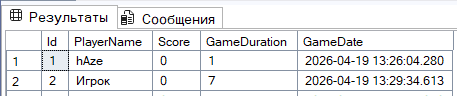 Результаты Сообщения
Id PlayerName Score GameDuration GameDate
1 1 hAze 0 1 2026-04-19 13:26:04.280
2 2 Игрок 0 7 2026-04-19 13:29:34.613